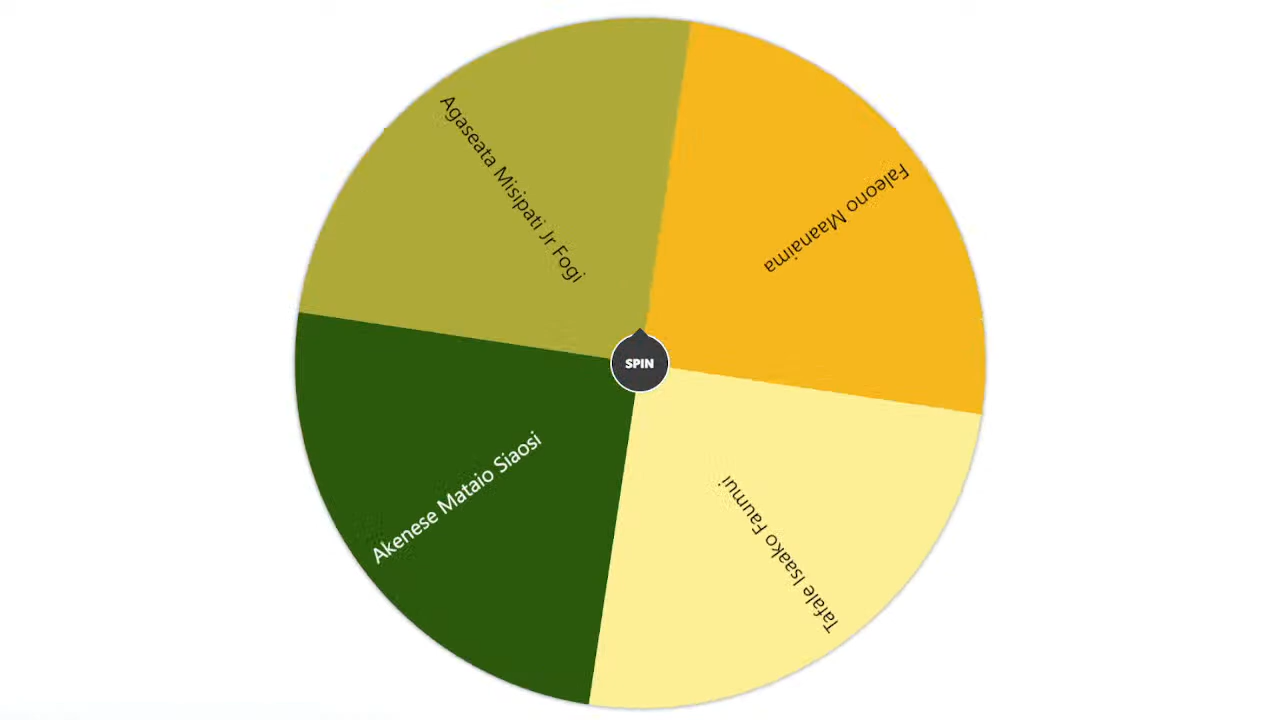 Agaseata Misipati Jr Fogi
Faleono Maanaima
SPIN
Akenese Mataio Siaosi
Tafale Isaako Faumui